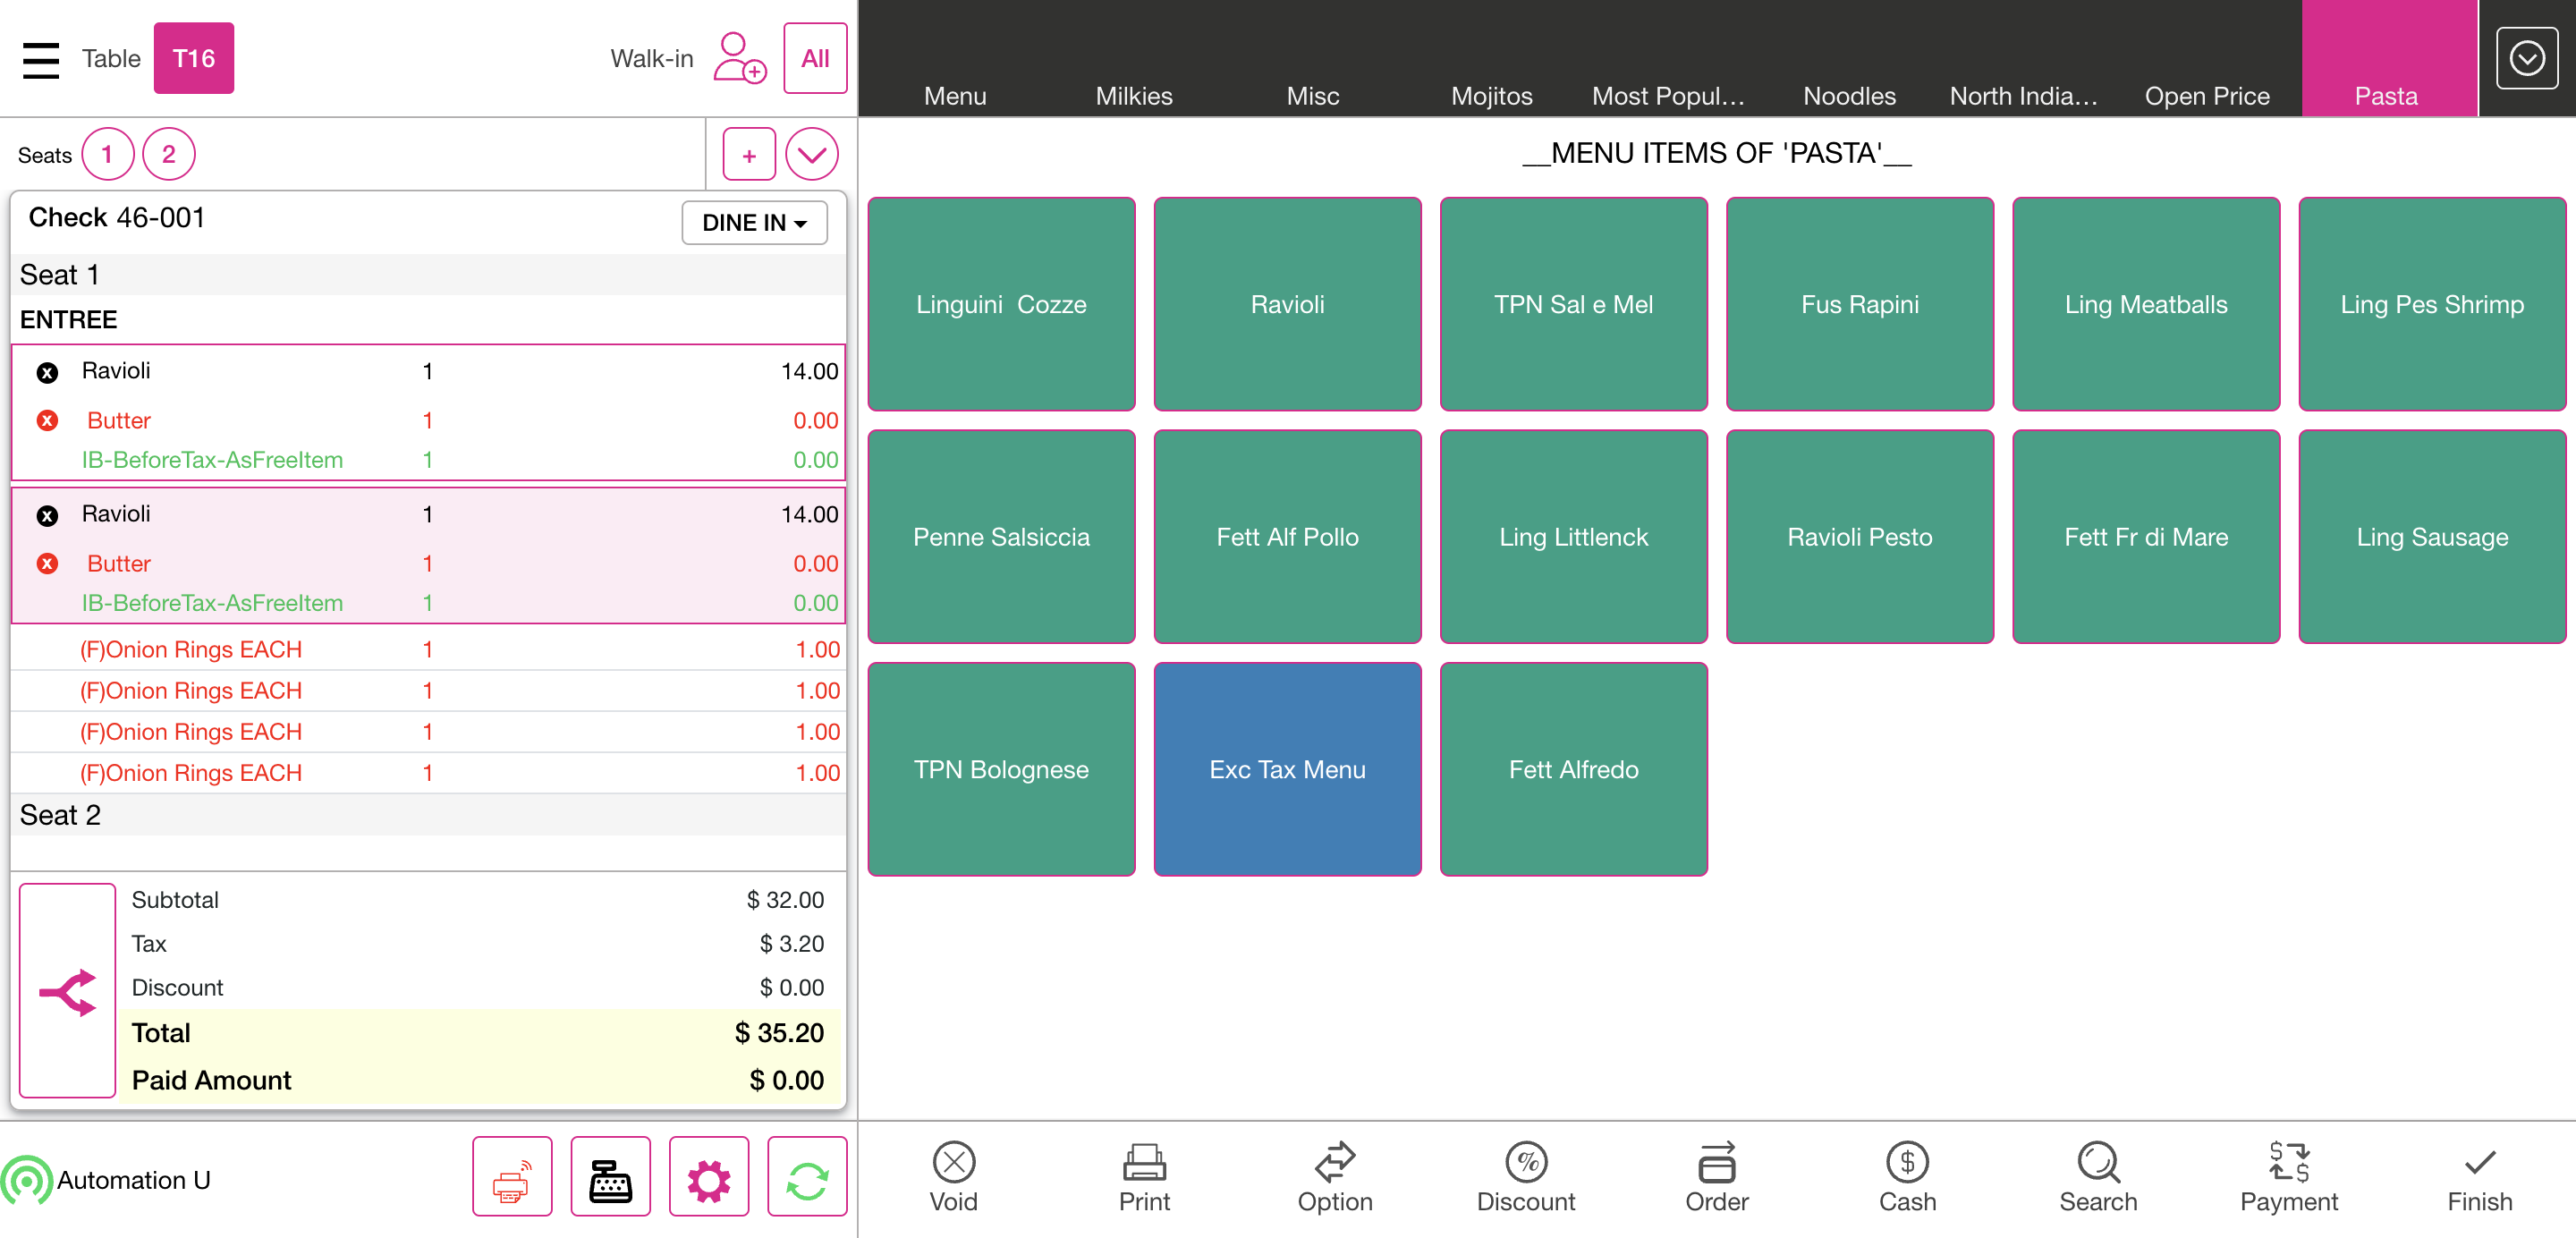 Table T16 Walk-in All
Menu Milkies Misc Mojitos Most Popul... Noodles North India... Open Price Pasta
Seats 1 2 +
Check 46-001 DINE IN
Seat 1
ENTREE
x Ravioli 1 14.00
x Butter 1 0.00
IB-BeforeTax-AsFreeItem 1 0.00
x Ravioli 1 14.00
x Butter 1 0.00
IB-BeforeTax-AsFreeItem 1 0.00
(F)Onion Rings EACH 1 1.00
(F)Onion Rings EACH 1 1.00
(F)Onion Rings EACH 1 1.00
(F)Onion Rings EACH 1 1.00
Seat 2
Subtotal $ 32.00
Tax $ 3.20
Discount $ 0.00
Total $ 35.20
Paid Amount $ 0.00
Automation U
__MENU ITEMS OF 'PASTA'__
Linguini  Cozze Ravioli TPN Sal e Mel Fus Rapini Ling Meatballs Ling Pes Shrimp
Penne Salsiccia Fett Alf Pollo Ling Littlenck Ravioli Pesto Fett Fr di Mare Ling Sausage
TPN Bolognese Exc Tax Menu Fett Alfredo
Void Print Option Discount Order Cash Search Payment Finish